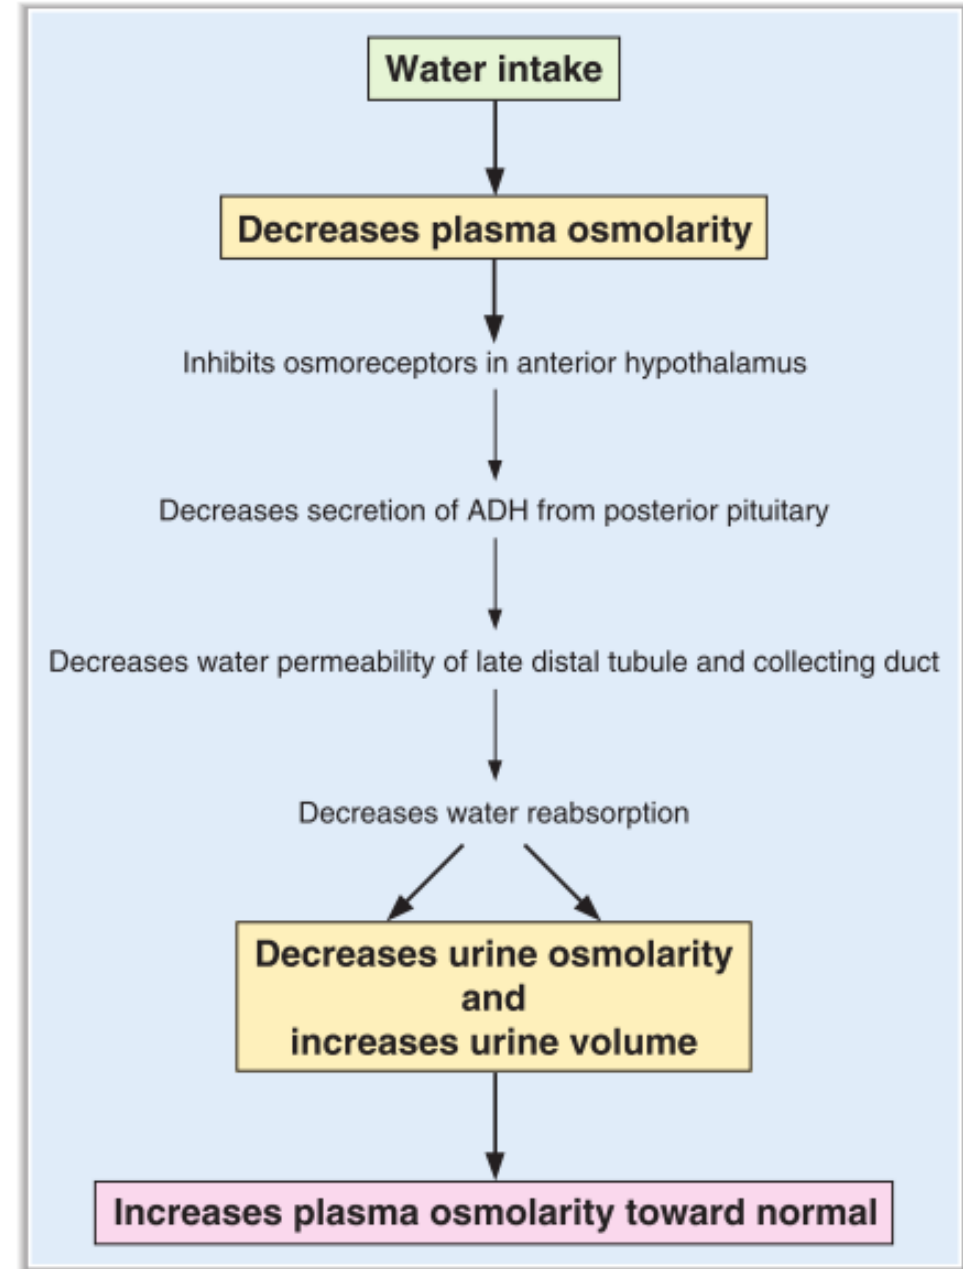 Water intake
Decreases plasma osmolarity
Inhibits osmoreceptors in anterior hypothalamus
Decreases secretion of ADH from posterior pituitary
Decreases water permeability of late distal tubule and collecting duct
Decreases water reabsorption
Decreases urine osmolarity
and
increases urine volume
Increases plasma osmolarity toward normal